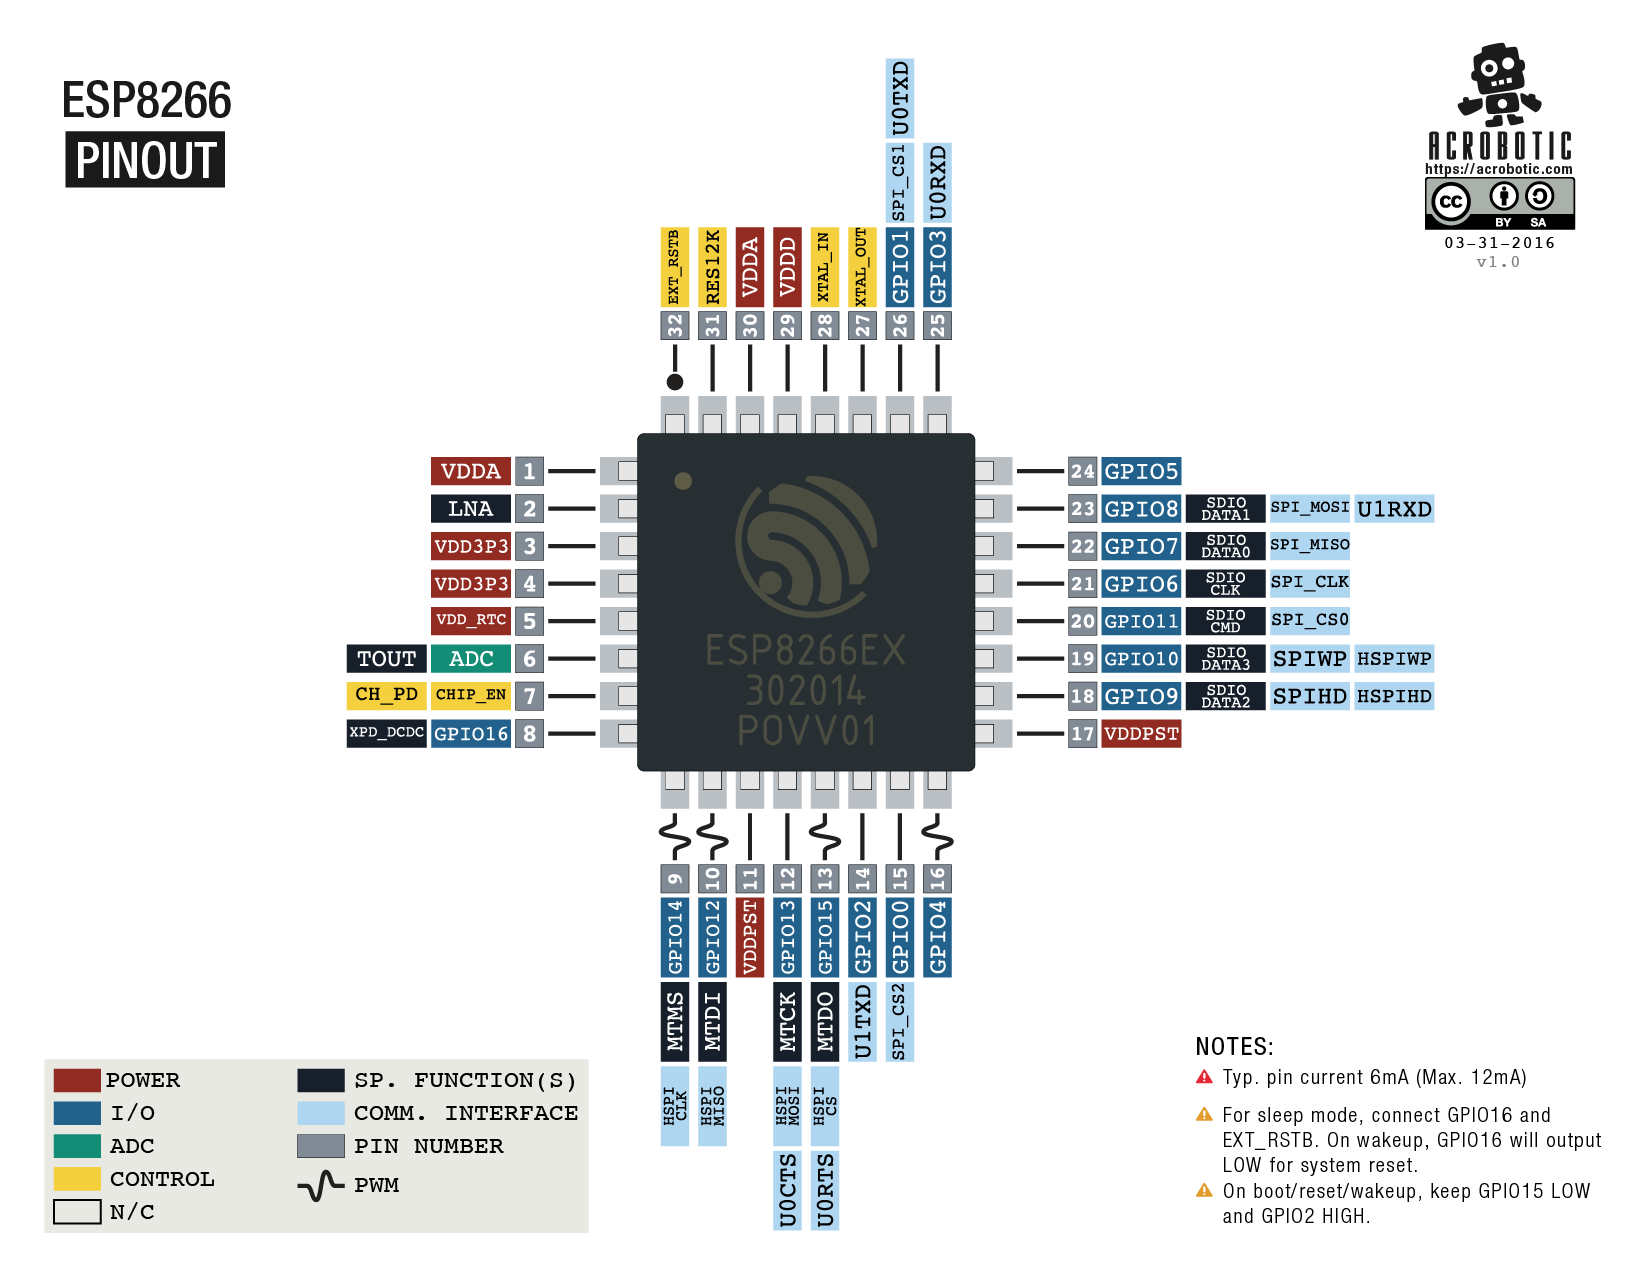 ESP8266
PINOUT
ACROBOTIC
https://acrobotic.com
cc
BY SA
03-31-2016
v1.0
U0TXD
SPI_CS1 U0RXD
EXT_RSTB RES12K VDDA VDDD XTAL_IN XTAL_OUT GPIO1 GPIO3
32 31 30 29 28 27 26 25
VDDA 1
LNA 2
VDD3P3 3
VDD3P3 4
VDD_RTC 5
TOUT ADC 6
CH_PD CHIP_EN 7
XPD_DCDC GPIO16 8
ESP8266EX
302014
P0VV01
24 GPIO5
23 GPIO8 SDIO DATA1 SPI_MOSI U1RXD
22 GPIO7 SDIO DATA0 SPI_MISO
21 GPIO6 SDIO CLK SPI_CLK
20 GPIO11 SDIO CMD SPI_CS0
19 GPIO10 SDIO DATA3 SPIWP HSPIWP
18 GPIO9 SDIO DATA2 SPIHD HSPIHD
17 VDDPST
9 10 11 12 13 14 15 16
GPIO14 GPIO12 VDDPST GPIO13 GPIO15 GPIO2 GPIO0 GPIO4
MTMS MTDI MTCK MTDO U1TXD SPI_CS2
HSPI CLK HSPI MISO HSPI MOSI HSPI CS
U0CTS U0RTS
POWER
I/O
ADC
CONTROL
N/C
SP. FUNCTION(S)
COMM. INTERFACE
PIN NUMBER
PWM
NOTES:
Typ. pin current 6mA (Max. 12mA)
For sleep mode, connect GPIO16 and
EXT_RSTB. On wakeup, GPIO16 will output
LOW for system reset.
On boot/reset/wakeup, keep GPIO15 LOW
and GPIO2 HIGH.